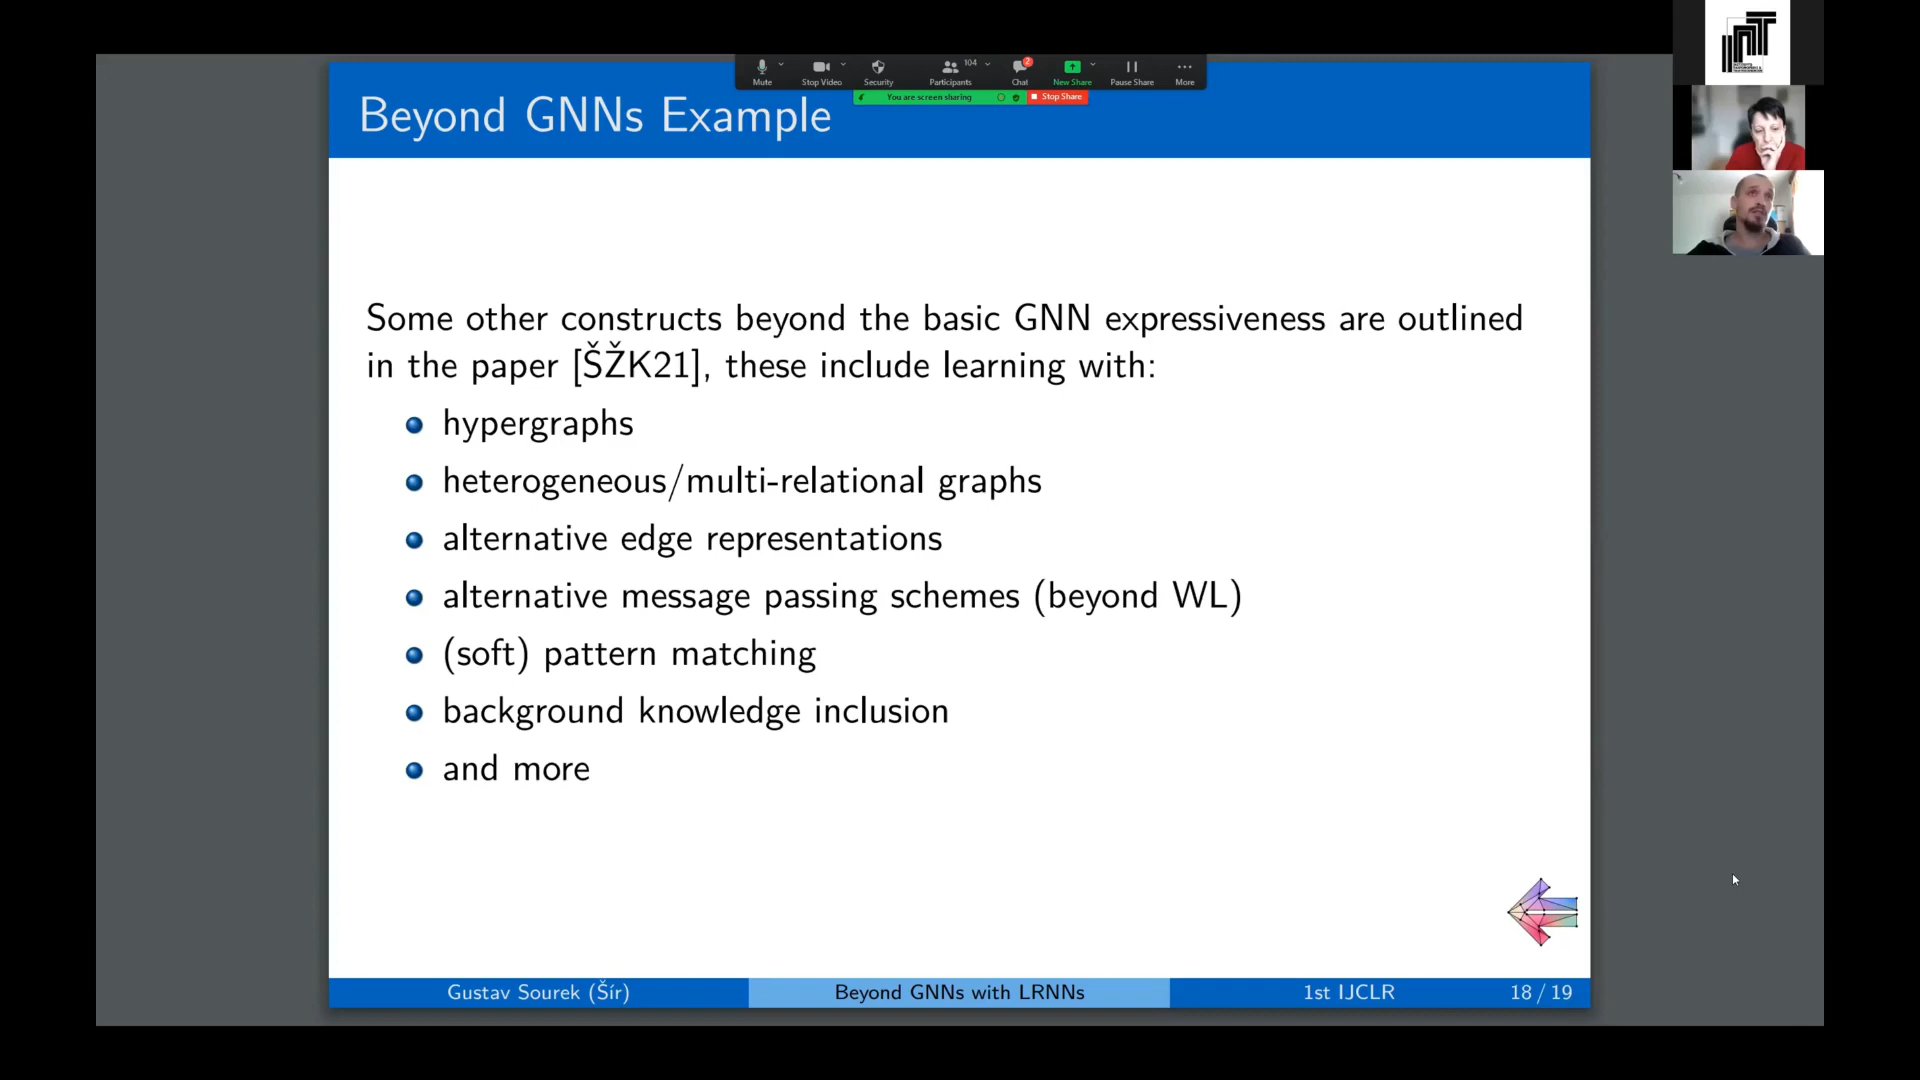 Mute
Stop Video
Security
104
Participants
2
Chat
New Share
Pause Share
More
You are screen sharing
Stop Share
Beyond GNNs Example
Some other constructs beyond the basic GNN expressiveness are outlined
in the paper [ŠŽK21], these include learning with:
hypergraphs
heterogeneous/multi-relational graphs
alternative edge representations
alternative message passing schemes (beyond WL)
(soft) pattern matching
background knowledge inclusion
and more
Gustav Sourek (Šír)
Beyond GNNs with LRNNs
1st IJCLR
18 / 19